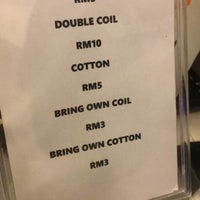 DOUBLE COIL
RM10
COTTON
RM5
BRING OWN COIL
RM3
BRING OWN COTTON
RM3